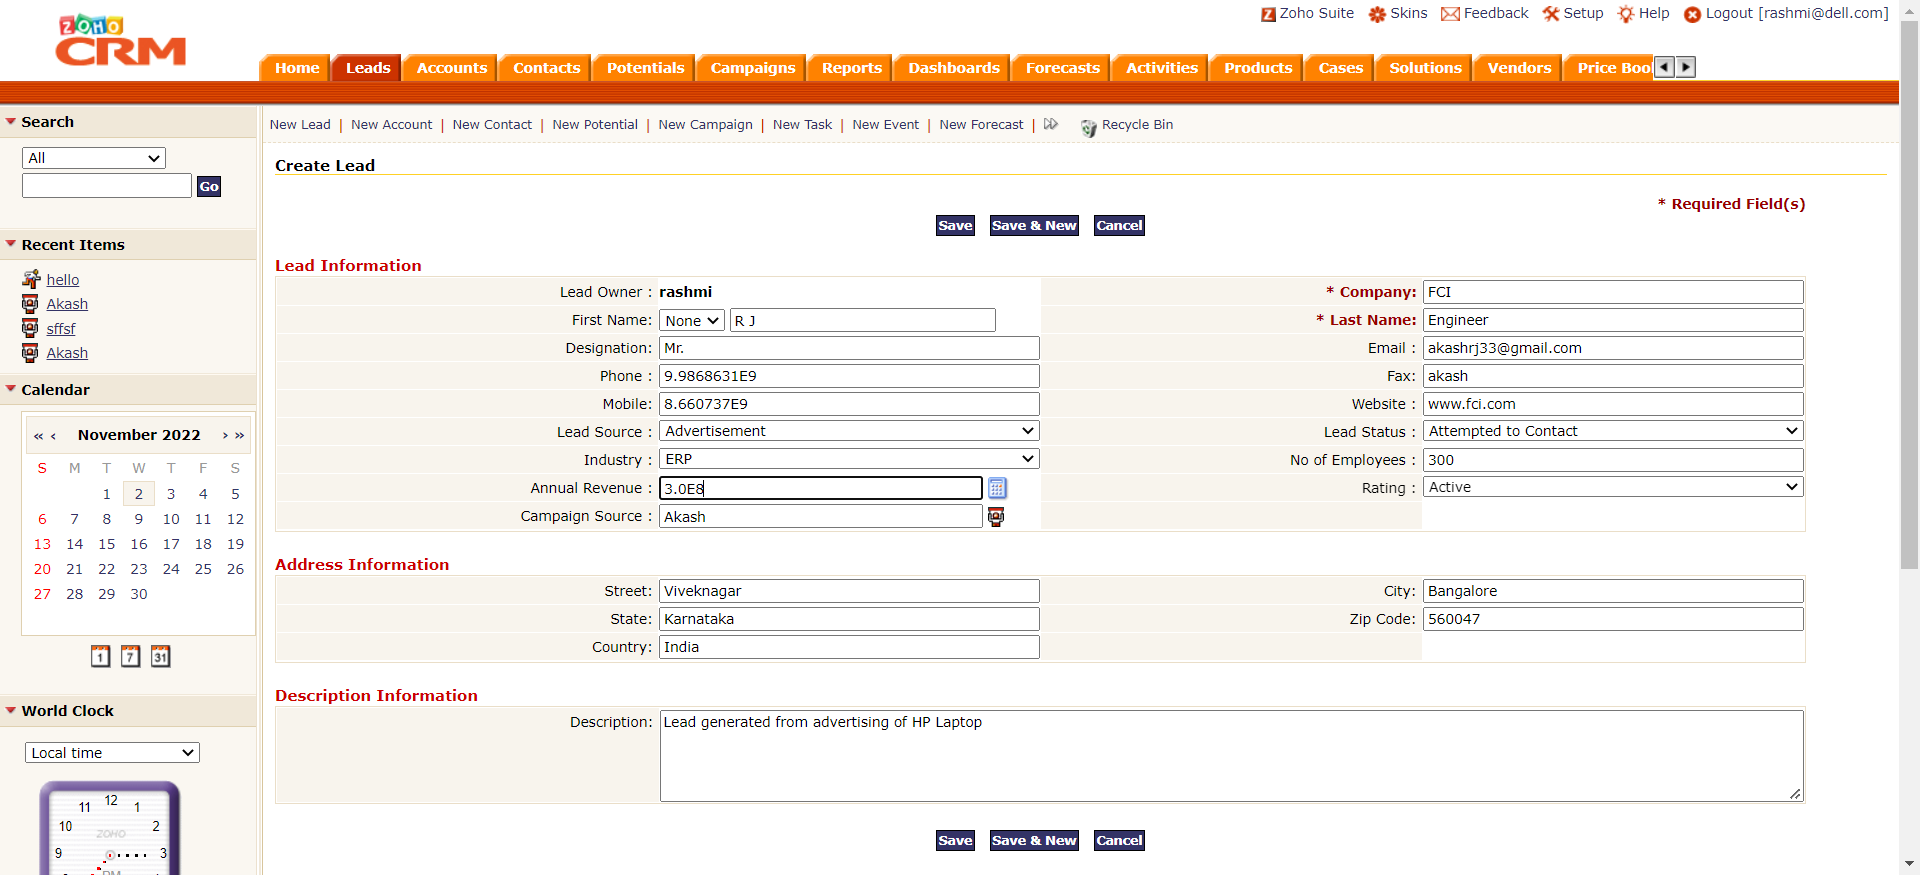 Zoho Suite Skins Feedback Setup Help Logout [rashmi@dell.com]
ZOHO
CRM
Home Leads Accounts Contacts Potentials Campaigns Reports Dashboards Forecasts Activities Products Cases Solutions Vendors Price Boo
Search
All
Go
Recent Items
hello
Akash
sffsf
Akash
Calendar
« ‹ November 2022 › »
S M T W T F S
1 2 3 4 5
6 7 8 9 10 11 12
13 14 15 16 17 18 19
20 21 22 23 24 25 26
27 28 29 30
1 7 31
World Clock
Local time
11 12 1
10 2
ZOHO
9 3
New Lead | New Account | New Contact | New Potential | New Campaign | New Task | New Event | New Forecast | Recycle Bin
Create Lead
* Required Field(s)
Save Save & New Cancel
Lead Information
Lead Owner : rashmi * Company: FCI
First Name: None R J * Last Name: Engineer
Designation: Mr. Email : akashrj33@gmail.com
Phone : 9.9868631E9 Fax: akash
Mobile: 8.660737E9 Website : www.fci.com
Lead Source : Advertisement Lead Status : Attempted to Contact
Industry : ERP No of Employees : 300
Annual Revenue : 3.0E8 Rating : Active
Campaign Source : Akash
Address Information
Street: Viveknagar City: Bangalore
State: Karnataka Zip Code: 560047
Country: India
Description Information
Description: Lead generated from advertising of HP Laptop
Save Save & New Cancel